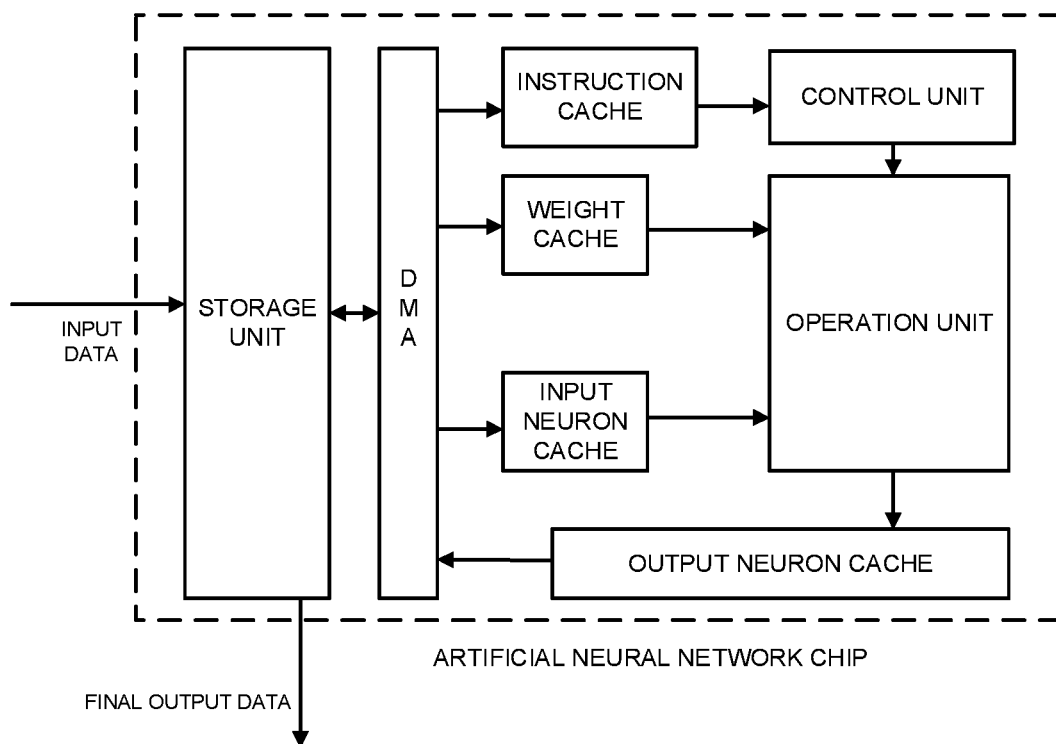 INSTRUCTION
CACHE
CONTROL UNIT
WEIGHT
CACHE
D
M
A
STORAGE
UNIT
INPUT
DATA
OPERATION UNIT
INPUT
NEURON
CACHE
OUTPUT NEURON CACHE
ARTIFICIAL NEURAL NETWORK CHIP
FINAL OUTPUT DATA